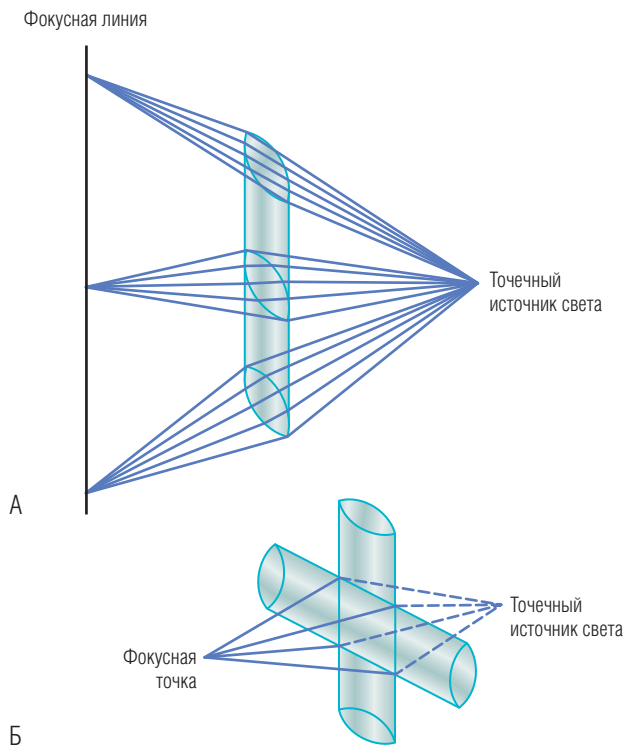 Фокусная линия
Точечный
источник света
А
Точечный
источник света
Фокусная
точка
Б